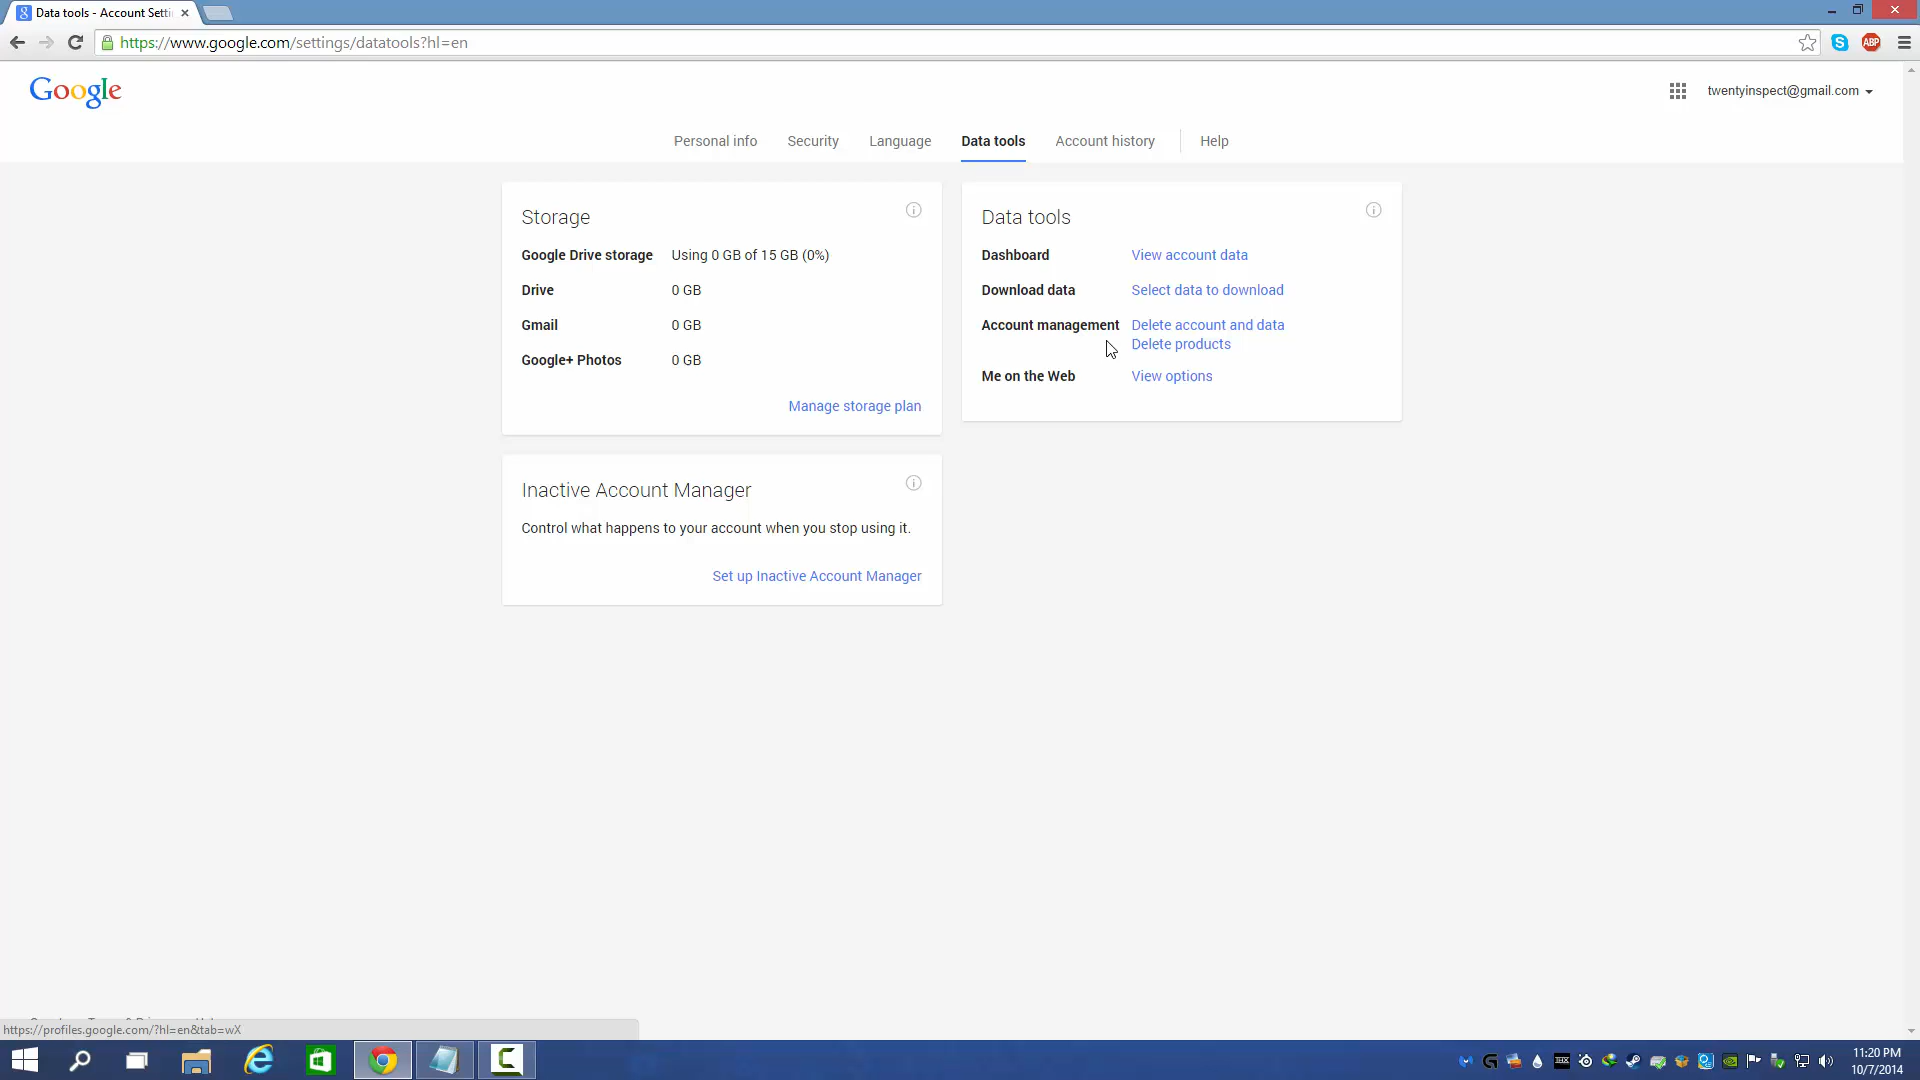 Data tools - Account Setti
https://www.google.com/settings/datatools?hl=en
ABP
Google
twentyinspect@gmail.com
Personal info Security Language Data tools Account history Help
Storage
Google Drive storage Using 0 GB of 15 GB (0%)
Drive 0 GB
Gmail 0 GB
Google+ Photos 0 GB
Manage storage plan
Data tools
Dashboard View account data
Download data Select data to download
Account management Delete account and data
Delete products
Me on the Web View options
Inactive Account Manager
Control what happens to your account when you stop using it.
Set up Inactive Account Manager
https://profiles.google.com/?hl=en&tab=wX
11:20 PM
10/7/2014